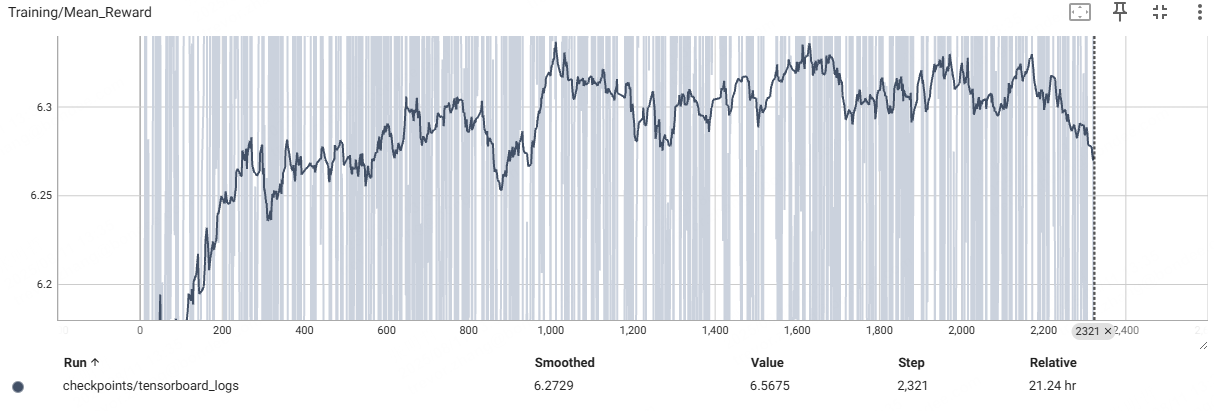 Training/Mean_Reward
6.3
6.25
6.2
0 0 200 400 600 800 1,000 1,200 1,400 1,600 1,800 2,000 2,200 2321 2,400
Run Smoothed Value Step Relative
checkpoints/tensorboard_logs 6.2729 6.5675 2,321 21.24 hr